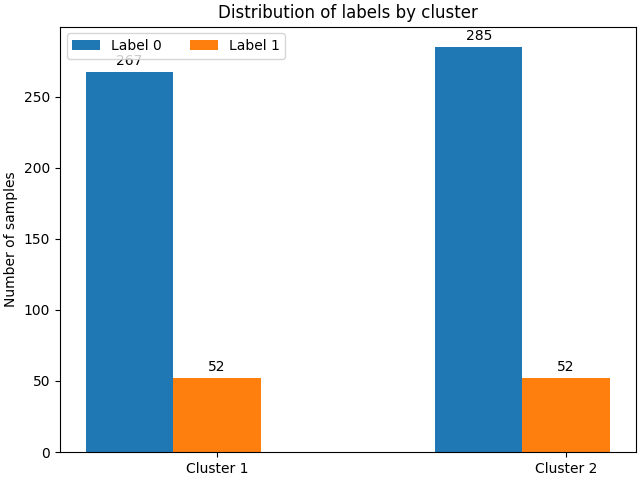 Distribution of labels by cluster
Label 0 Label 1
267
285
52
52
250
200
150
100
50
0
Number of samples
Cluster 1 Cluster 2